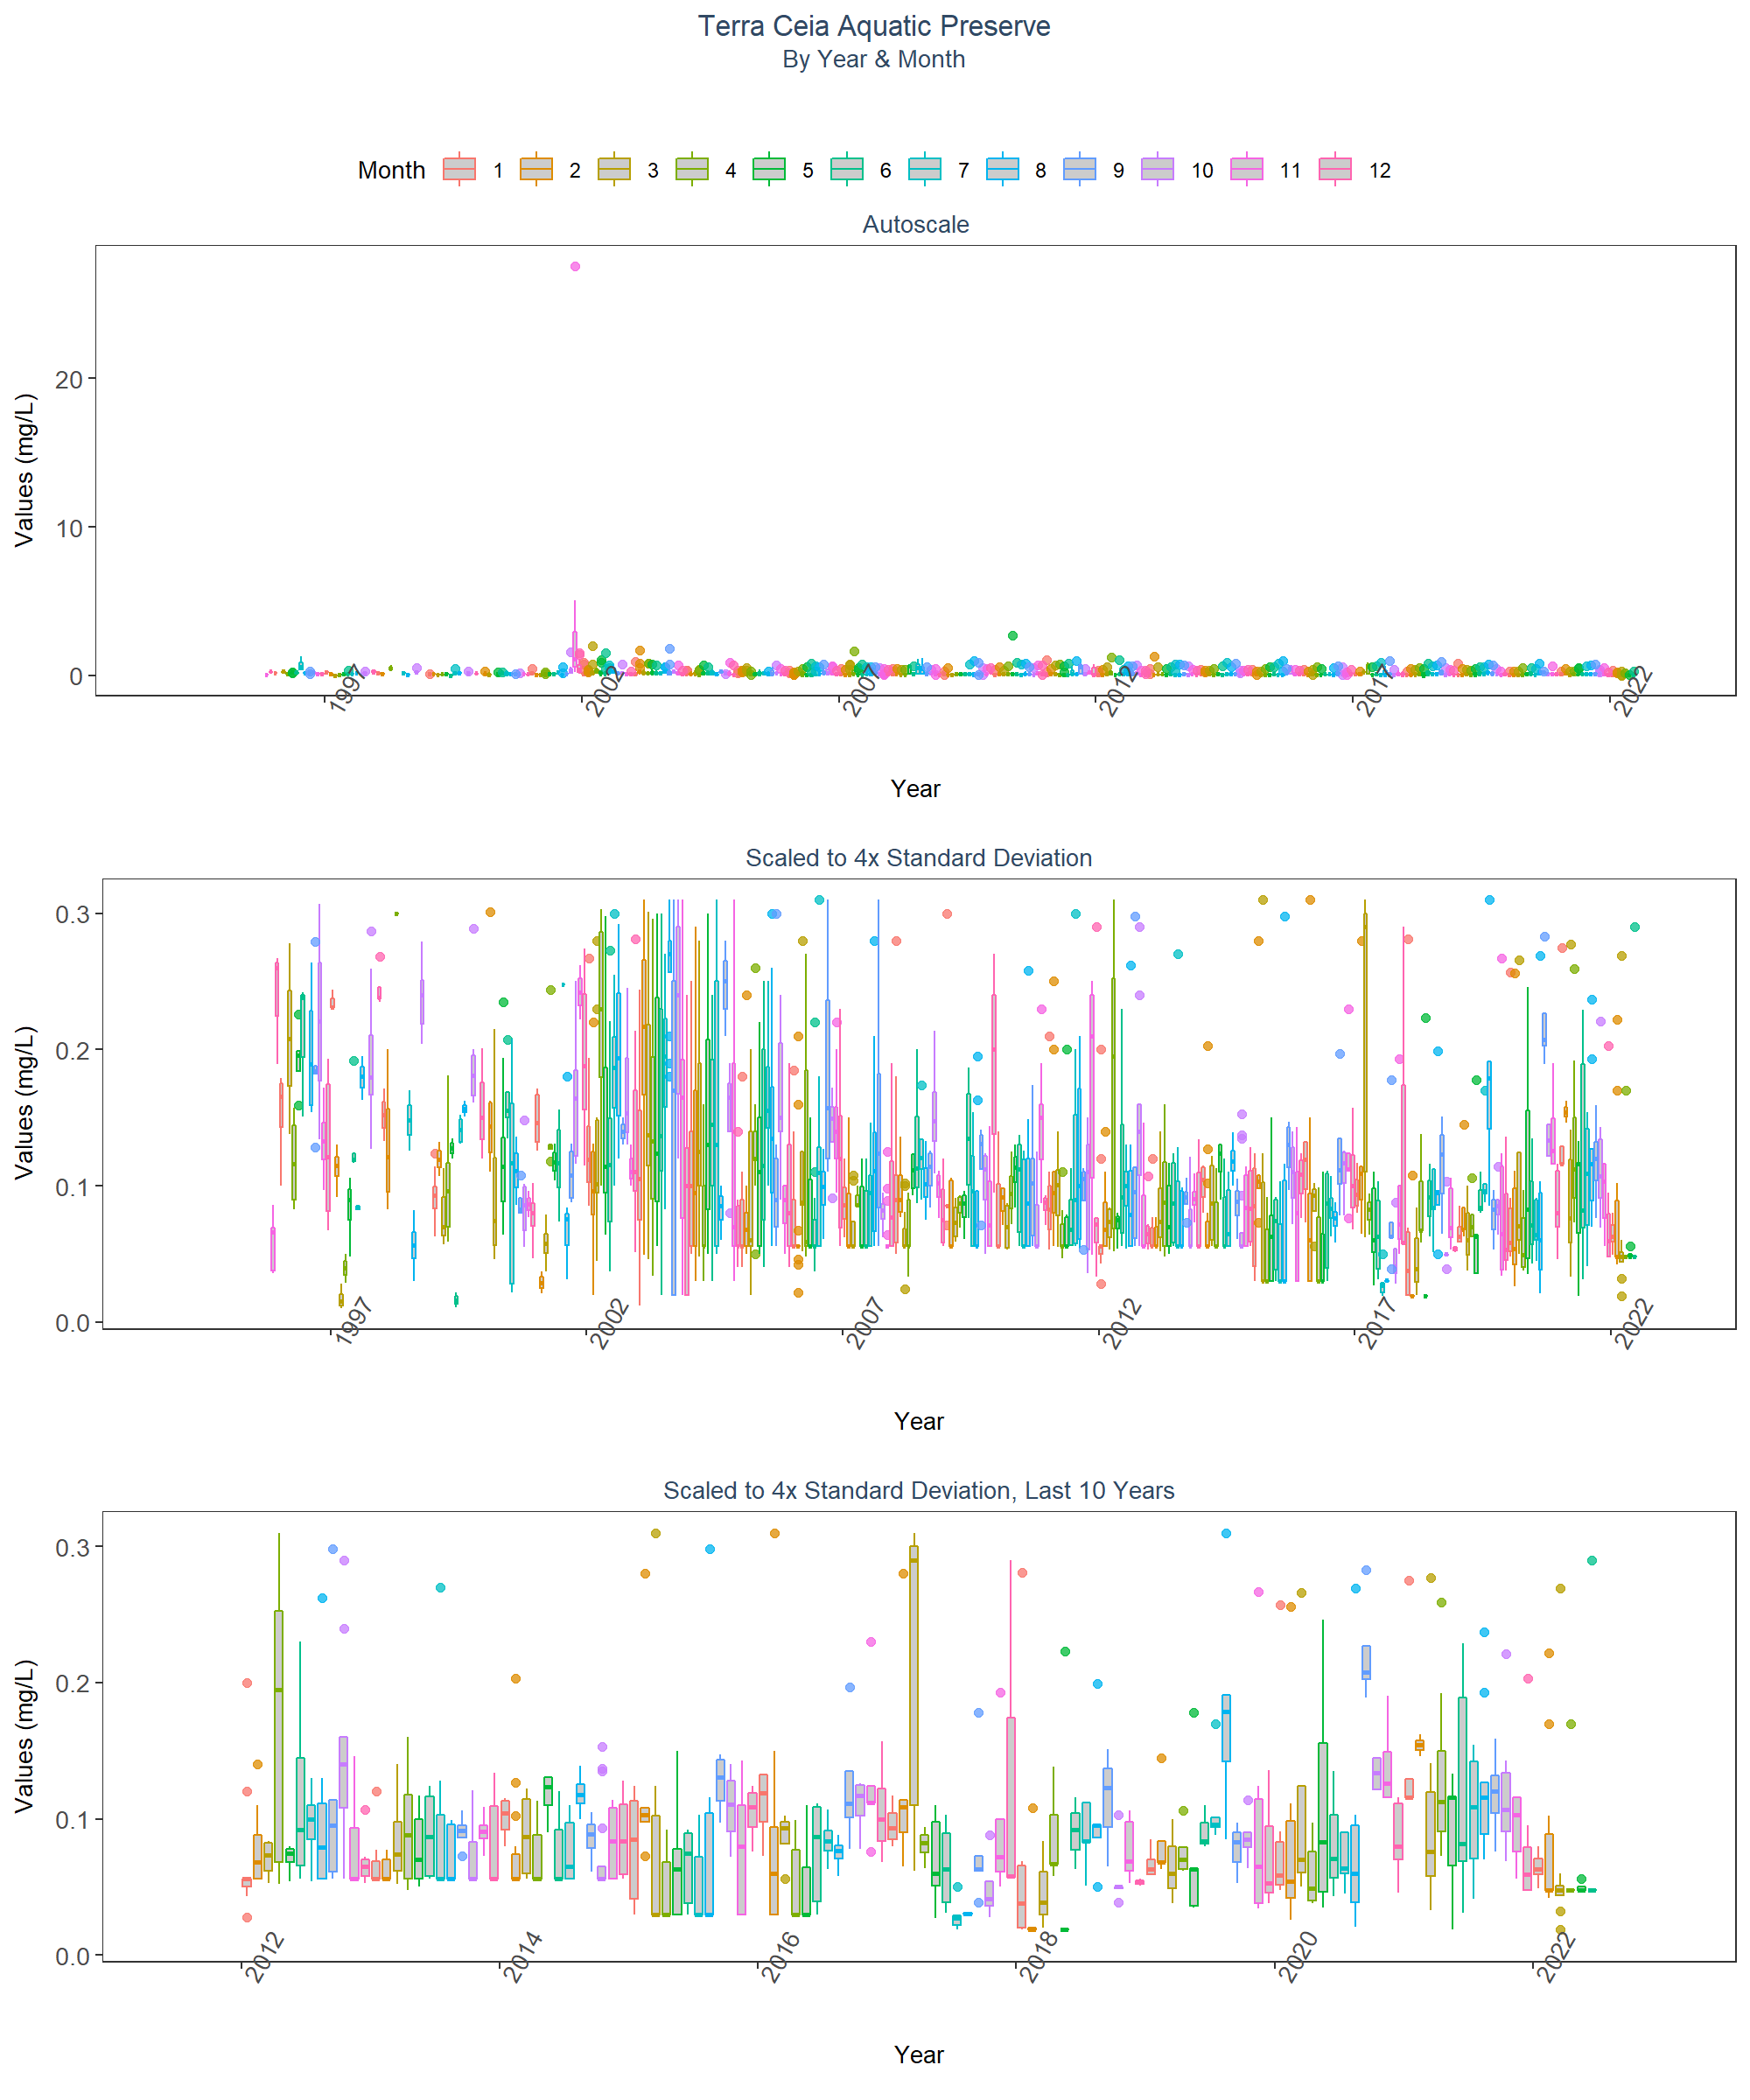 Terra Ceia Aquatic Preserve
By Year & Month
Month 1 2 3 4 5 6 7 8 9 10 11 12
Autoscale
Values (mg/L)
20
10
0
1997 2002 2007 2012 2017 2022
Year
Scaled to 4x Standard Deviation
Values (mg/L)
0.3
0.2
0.1
0.0
1997 2002 2007 2012 2017 2022
Year
Scaled to 4x Standard Deviation, Last 10 Years
Values (mg/L)
0.3
0.2
0.1
0.0
2012 2014 2016 2018 2020 2022
Year